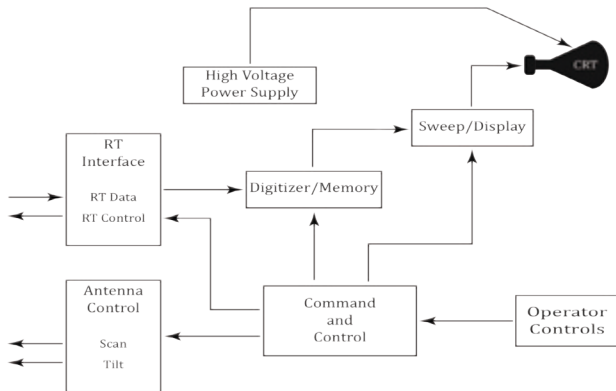 CRT
High Voltage
Power Supply
Sweep/Display
RT
Interface
RT Data
RT Control
Digitizer/Memory
Antenna
Control
Scan
Tilt
Command
and
Control
Operator
Controls